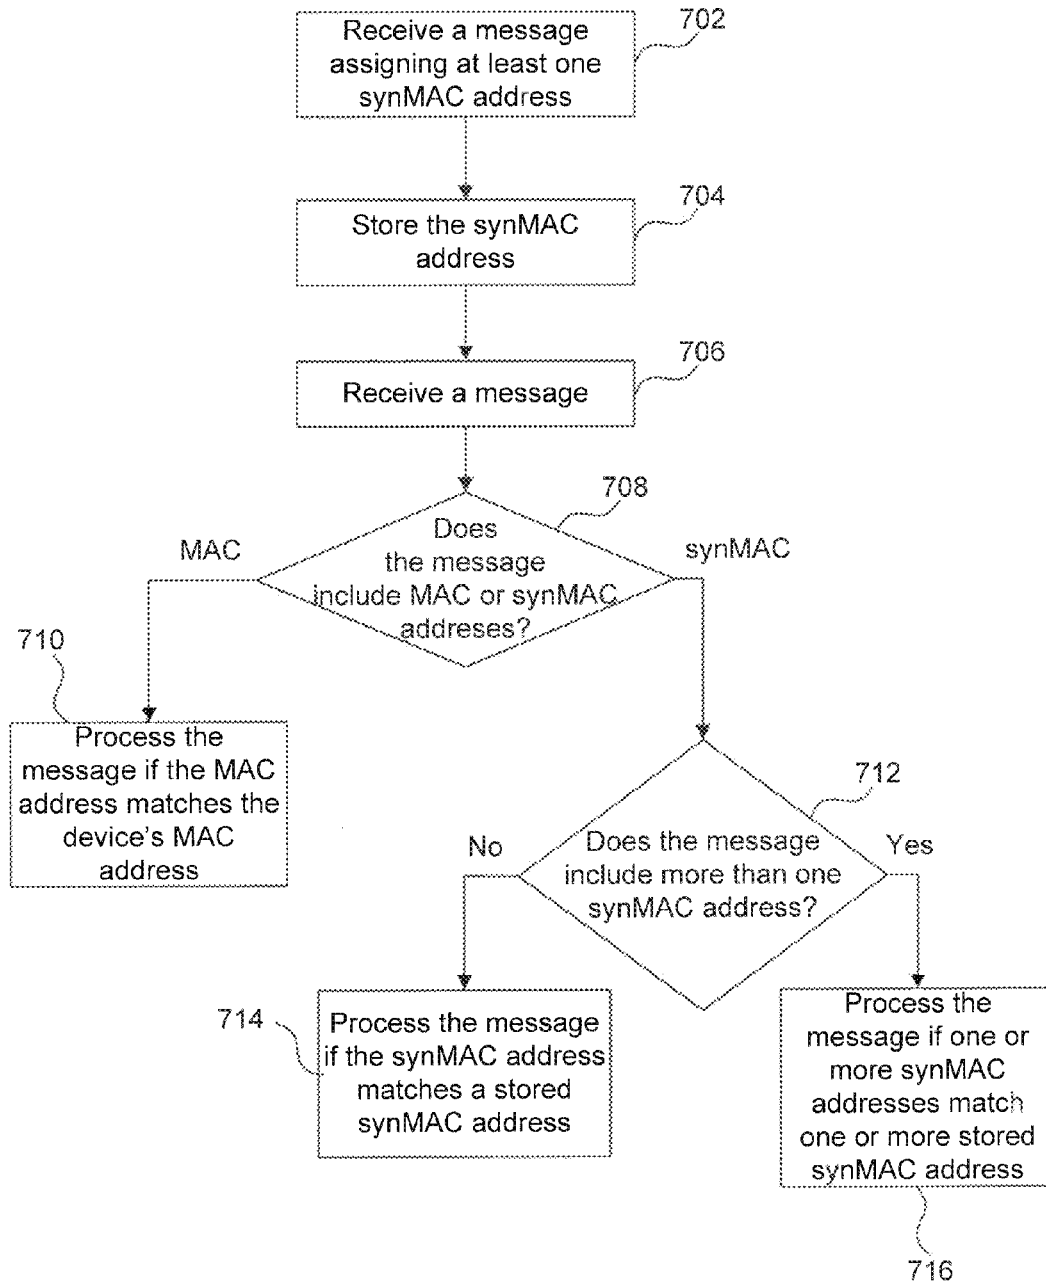 702
Receive a message
assigning at least one
synMAC address
704
Store the synMAC
address
706
Receive a message
708
Does
the message
include MAC or synMAC
addreses?
MAC
synMAC
710
Process the
message if the MAC
address matches the
device's MAC
address
712
Does the message
include more than one
synMAC address?
No
Yes
714
Process the message
if the synMAC address
matches a stored
synMAC address
Process the
message if one or
more synMAC
addresses match
one or more stored
synMAC address
716